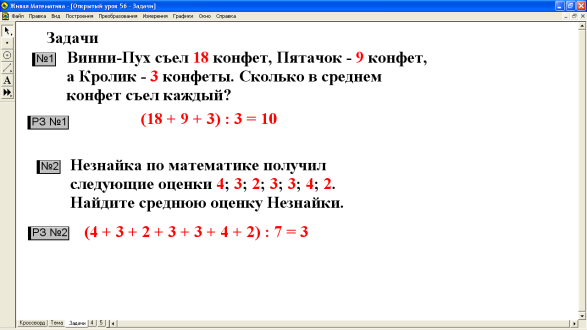 Живая Математика - [Открытый урок 5б - Задачи]
Файл Правка Вид Построения Преобразования Измерения Графики Окно Справка
Задачи
№1 Винни-Пух съел 18 конфет, Пятачок - 9 конфет,
а Кролик - 3 конфеты. Сколько в среднем
конфет съел каждый?
РЗ №1 (18 + 9 + 3) : 3 = 10
№2 Незнайка по математике получил
следующие оценки 4; 3; 2; 3; 3; 4; 2.
Найдите среднюю оценку Незнайки.
РЗ №2 (4 + 3 + 2 + 3 + 3 + 4 + 2) : 7 = 3
A
Кроссворд Тема Задачи 4 5